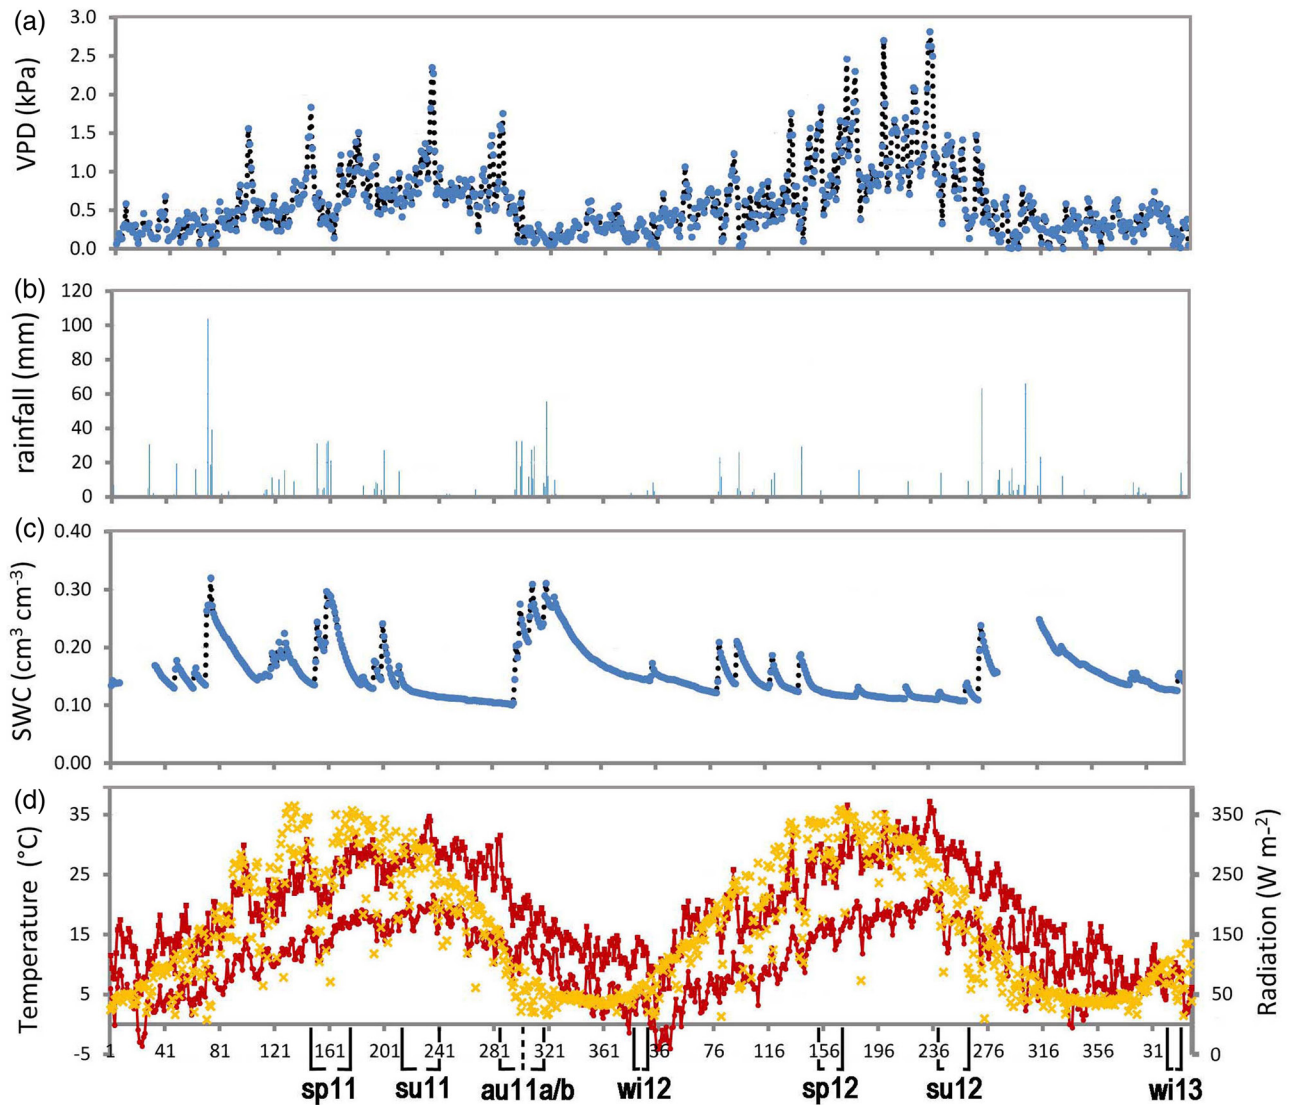 (a)
VPD (kPa)
3.0
2.5
2.0
1.5
1.0
0.5
0.0
(b)
rainfall (mm)
120
100
80
60
40
20
0
(c)
SWC (cm³ cm⁻³)
0.40
0.30
0.20
0.10
0.00
(d)
Temperature (°C)
35
25
15
5
-5
350
250
150
50
0
Radiation (W m-²)
1 41 81 121 161 201 241 281 321 361 36 76 116 156 196 236 276 316 356 31
sp11 su11 au11a/b wi12 sp12 su12 wi13